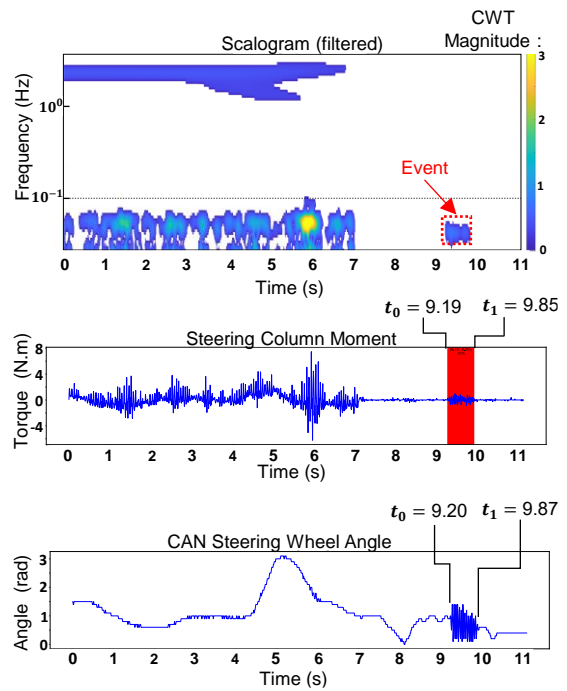 CWT
Magnitude :
Scalogram (filtered)
3
2
1
0
Frequency (Hz)
10⁰
10⁻¹
Event
0 1 2 3 4 5 6 7 8 9 10 11
Time (s)
t₀ = 9.19 t₁ = 9.85
Steering Column Moment
Torque (N.m)
8
4
0
-4
0 1 2 3 4 5 6 7 8 9 10 11
Time (s)
t₀ = 9.20 t₁ = 9.87
CAN Steering Wheel Angle
Angle (rad)
3
2
1
0
0 1 2 3 4 5 6 7 8 9 10 11
Time (s)